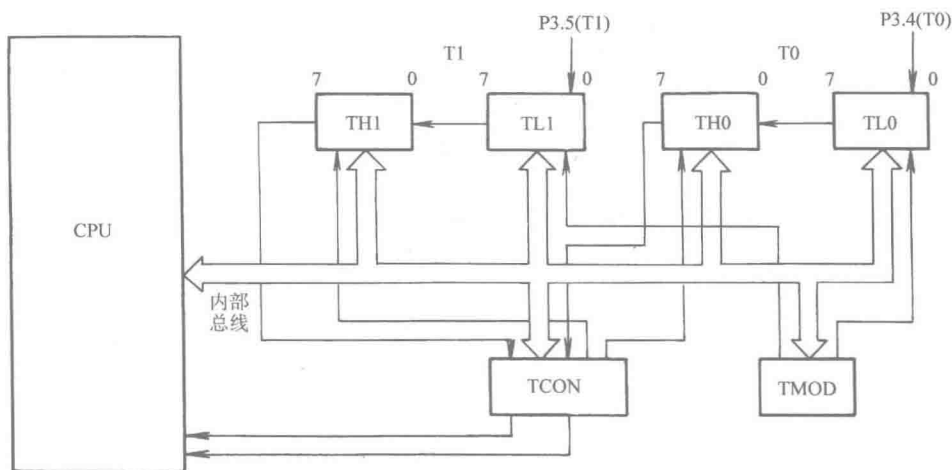 P3.5(T1)
P3.4(T0)
T1
T0
7 0 7 0
7 0 7 0
TH1
TL1
TH0
TL0
CPU
内部
总线
TCON
TMOD